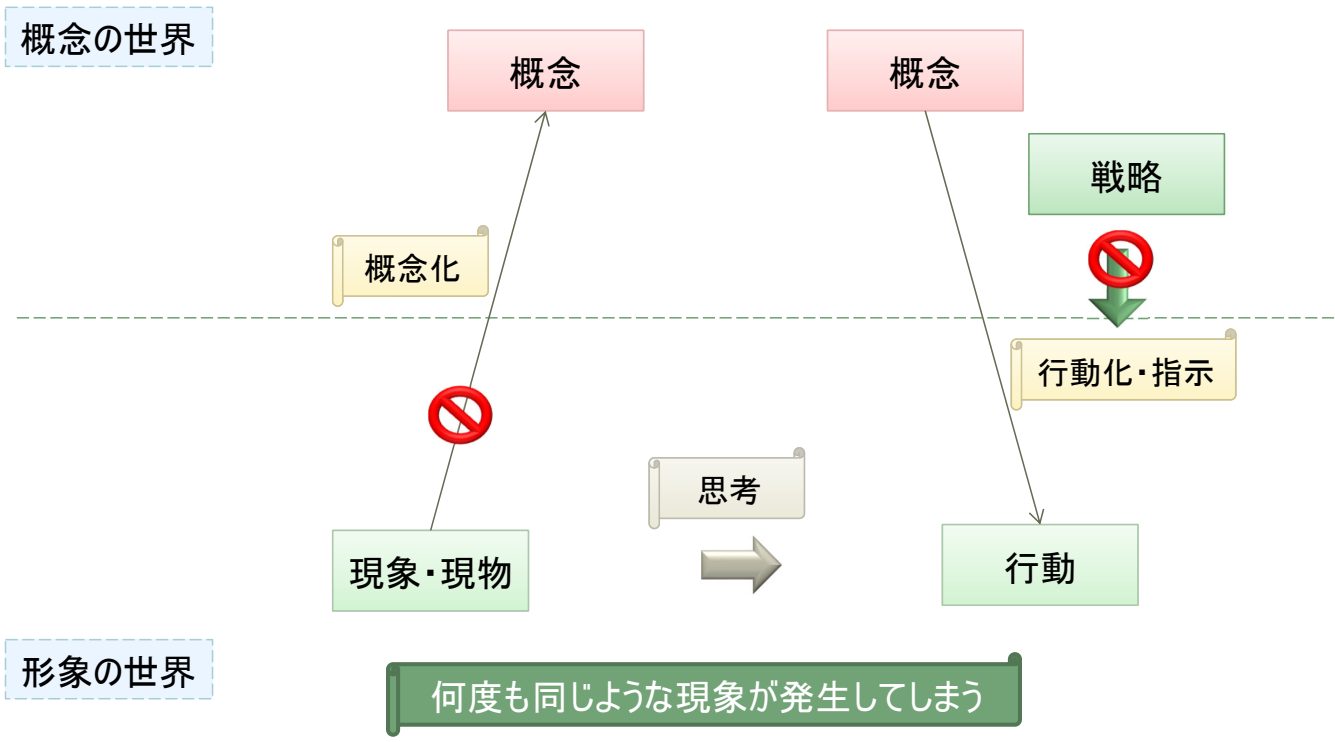 概念の世界
概念
概念
戦略
概念化
行動化・指示
思考
現象・現物
行動
形象の世界
何度も同じような現象が発生してしまう